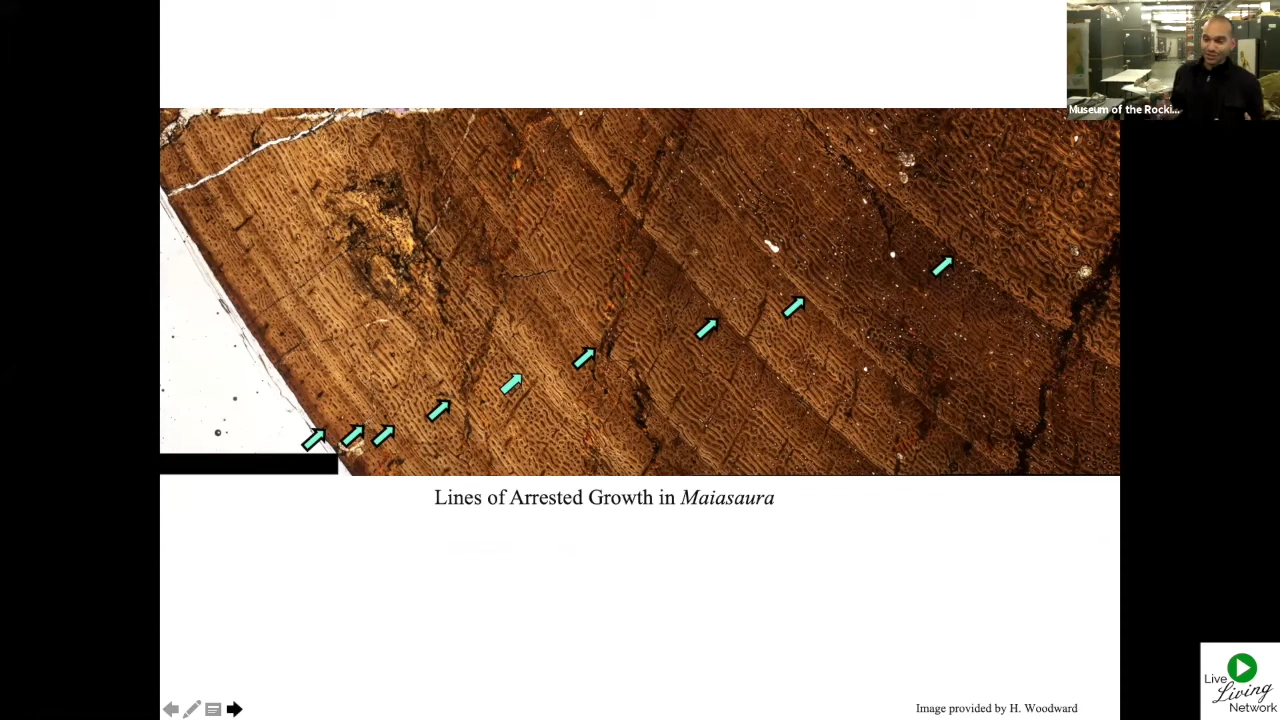 Museum of the Rocki...
Lines of Arrested Growth in Maiasaura
Image provided by H. Woodward
Live
Living
Network